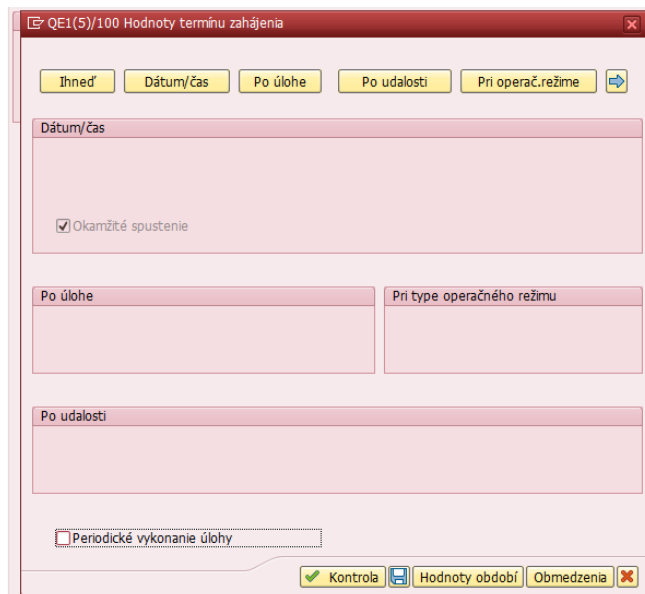 QE1(5)/100 Hodnoty termínu zahájenia
Ihneď Dátum/čas Po úlohe Po udalosti Pri operač.režime
Dátum/čas
Okamžité spustenie
Po úlohe Pri type operačného režimu
Po udalosti
Periodické vykonanie úlohy
Kontrola Hodnoty období Obmedzenia